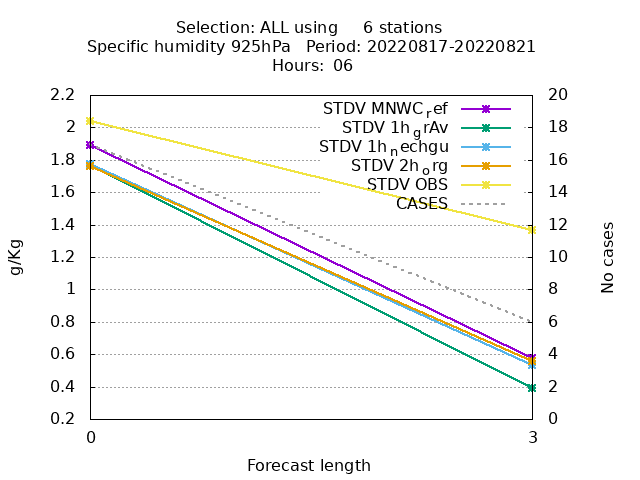 Selection: ALL using     6 stations
Specific humidity 925hPa   Period: 20220817-20220821
Hours:  06
STDV MNWC_ref
STDV 1h_grAv
STDV 1h_nechgu
STDV 2h_org
STDV OBS
CASES
2.2
2
1.8
1.6
1.4
1.2
1
0.8
0.6
0.4
0.2
g/Kg
20
18
16
14
12
10
8
6
4
2
0
No cases
0 3
Forecast length